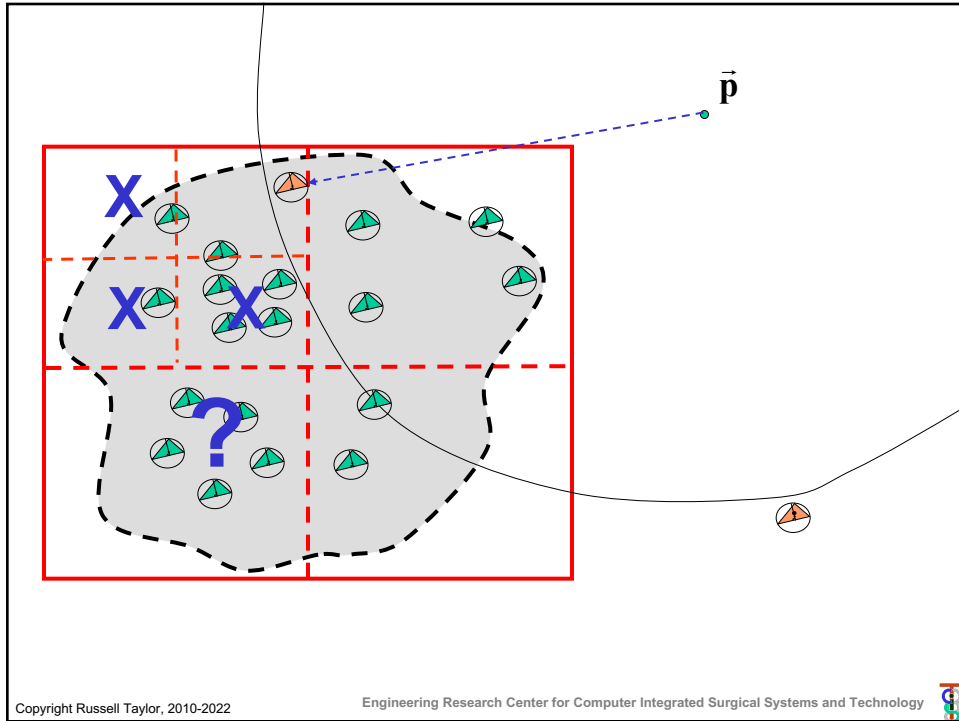 p
X
X
X
?
Copyright Russell Taylor, 2010-2022
Engineering Research Center for Computer Integrated Surgical Systems and Technology